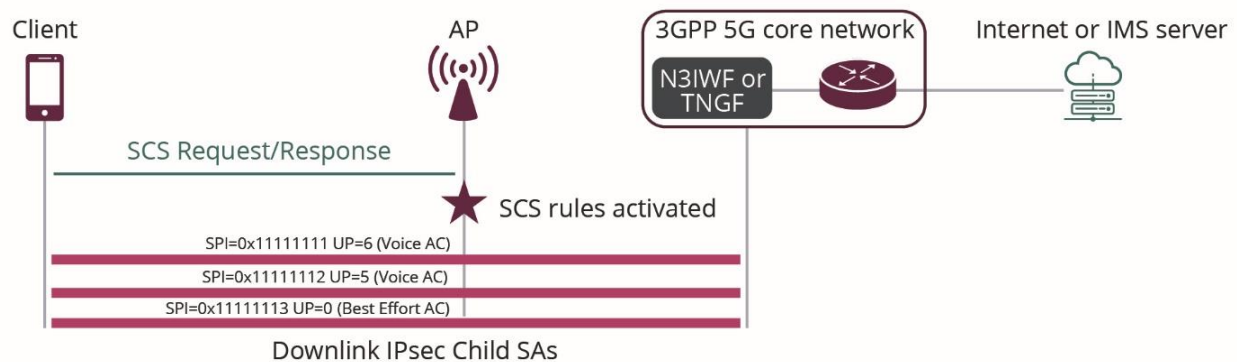 Client
AP
3GPP 5G core network
Internet or IMS server
N3IWF or
TNGF
SCS Request/Response
SCS rules activated
SPI=0x11111111 UP=6 (Voice AC)
SPI=0x11111112 UP=5 (Voice AC)
SPI=0x11111113 UP=0 (Best Effort AC)
Downlink IPsec Child SAs